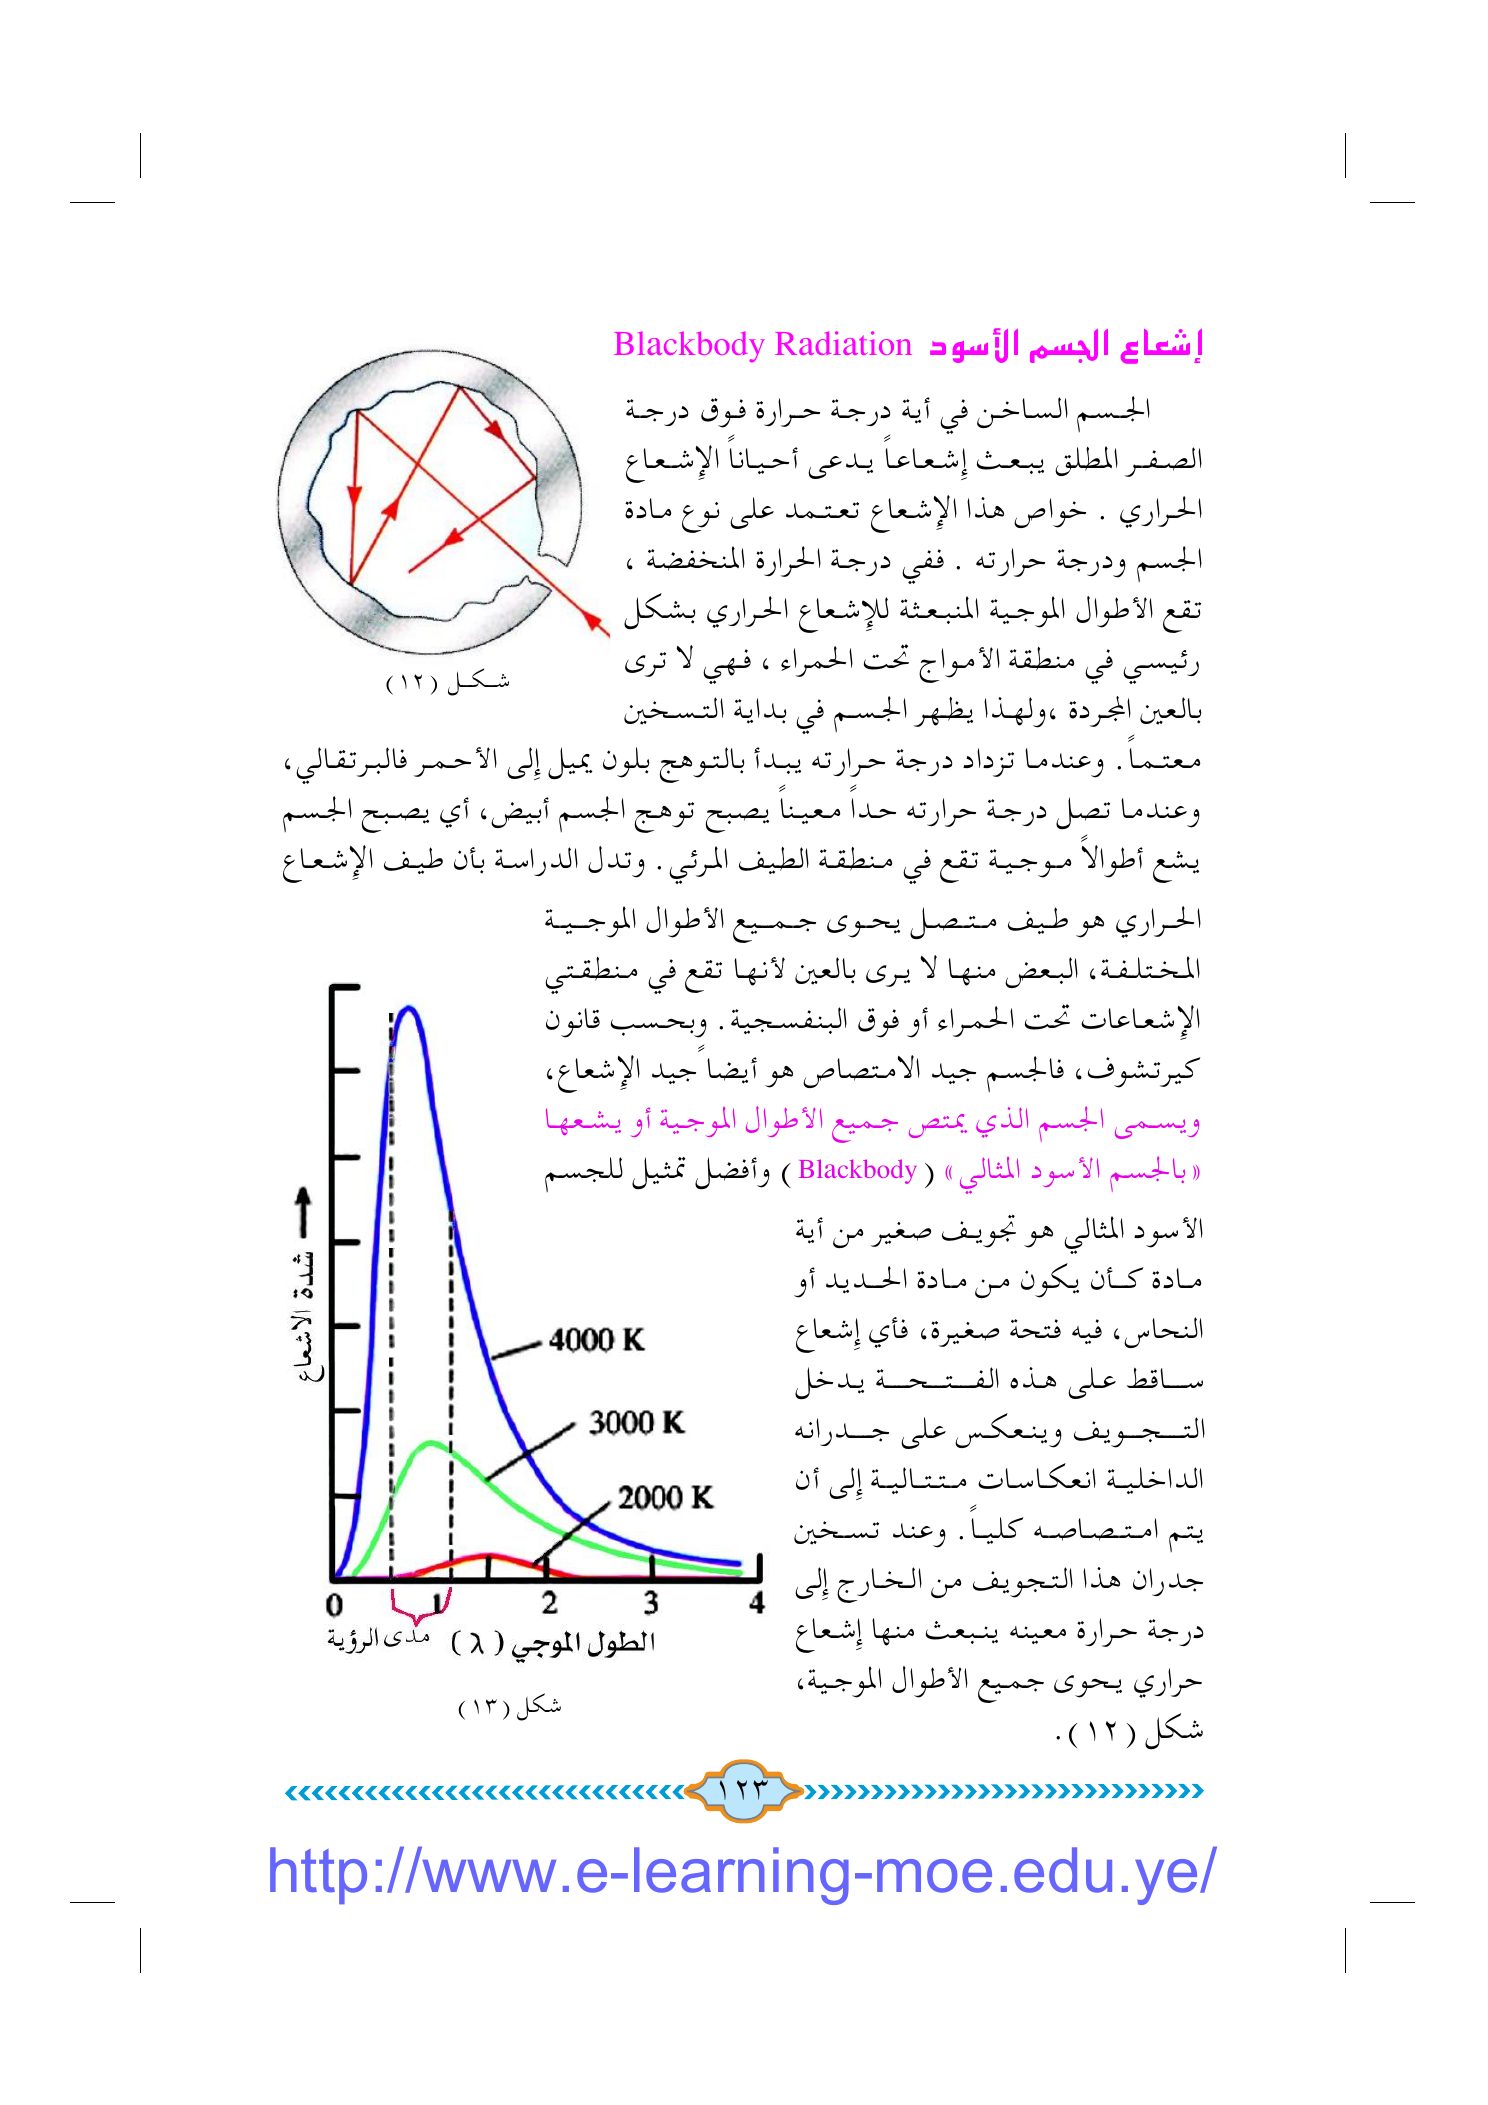 إشعاع الجسم الأسود Blackbody Radiation
الجسم الساخن في أية درجة حرارة فوق درجة
الصفر المطلق يبعث إشعاعاً يدعى أحياناً الإشعاع
الحراري . خواص هذا الإشعاع تعتمد على نوع مادة
الجسم ودرجة حرارته . ففي درجة الحرارة المنخفضة ،
تقع الأطوال الموجية المنبعثة للإشعاع الحراري بشكل
رئيسي في منطقة الأمواج تحت الحمراء ، فهي لا ترى
بالعين المجردة ،ولهذا يظهر الجسم في بداية التسخين
معتماً. وعندما تزداد درجة حرارته يبدأ بالتوهج بلون يميل إلى الأحمر فالبرتقالي،
وعندما تصل درجة حرارته حداً معيناً يصبح توهج الجسم أبيض، أي يصبح الجسم
يشع أطوالاً موجية تقع في منطقة الطيف المرئي. وتدل الدراسة بأن طيف الإشعاع
شكل (١٢)
الحراري هو طيف متصل يحوى جميع الأطوال الموجية
المختلفة، البعض منها لا يرى بالعين لأنها تقع في منطقتي
الإشعاعات تحت الحمراء أو فوق البنفسجية. وبحسب قانون
كيرتشوف، فالجسم جيد الامتصاص هو أيضاً جيد الإشعاع،
ويسمى الجسم الذي يمتص جميع الأطوال الموجية أو يشعها
«بالجسم الأسود المثالي» (Blackbody) وأفضل تمثيل للجسم
الأسود المثالي هو تجويف صغير من أية
مادة كأن يكون من مادة الحديد أو
النحاس، فيه فتحة صغيرة، فأي إشعاع
ساقط على هذه الفتحة يدخل
التجويف وينعكس على جدرانه
الداخلية انعكاسات متتالية إلى أن
يتم امتصاصه كلياً. وعند تسخين
جدران هذا التجويف من الخارج إلى
درجة حرارة معينه ينبعث منها إشعاع
حراري يحوى جميع الأطوال الموجية،
شكل (١٢).
شدة الاشعاع
4000 K
3000 K
2000 K
0 1 2 3 4
مدى الرؤية
الطول الموجي (λ)
شكل (١٣)
١٢٣
http://www.e-learning-moe.edu.ye/